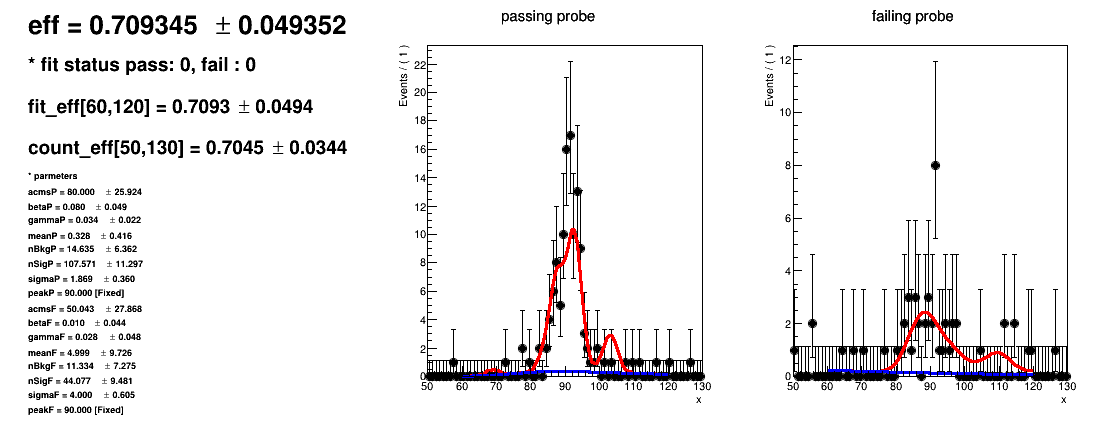 eff = 0.709345 ± 0.049352
* fit status pass: 0, fail : 0
fit_eff[60,120] = 0.7093 ± 0.0494
count_eff[50,130] = 0.7045 ± 0.0344
* parmeters
acmsP = 80.000 ± 25.924
betaP = 0.080 ± 0.049
gammaP = 0.034 ± 0.022
meanP = 0.328 ± 0.416
nBkgP = 14.635 ± 6.362
nSigP = 107.571 ± 11.297
sigmaP = 1.869 ± 0.360
peakP = 90.000 [Fixed]
acmsF = 50.043 ± 27.868
betaF = 0.010 ± 0.044
gammaF = 0.028 ± 0.048
meanF = 4.999 ± 9.726
nBkgF = 11.334 ± 7.275
nSigF = 44.077 ± 9.481
sigmaF = 4.000 ± 0.605
peakF = 90.000 [Fixed]
passing probe
Events / ( 1 )
22
20
18
16
14
12
10
8
6
4
2
0
50 60 70 80 90 100 110 120 130
x
failing probe
Events / ( 1 )
12
10
8
6
4
2
0
50 60 70 80 90 100 110 120 130
x